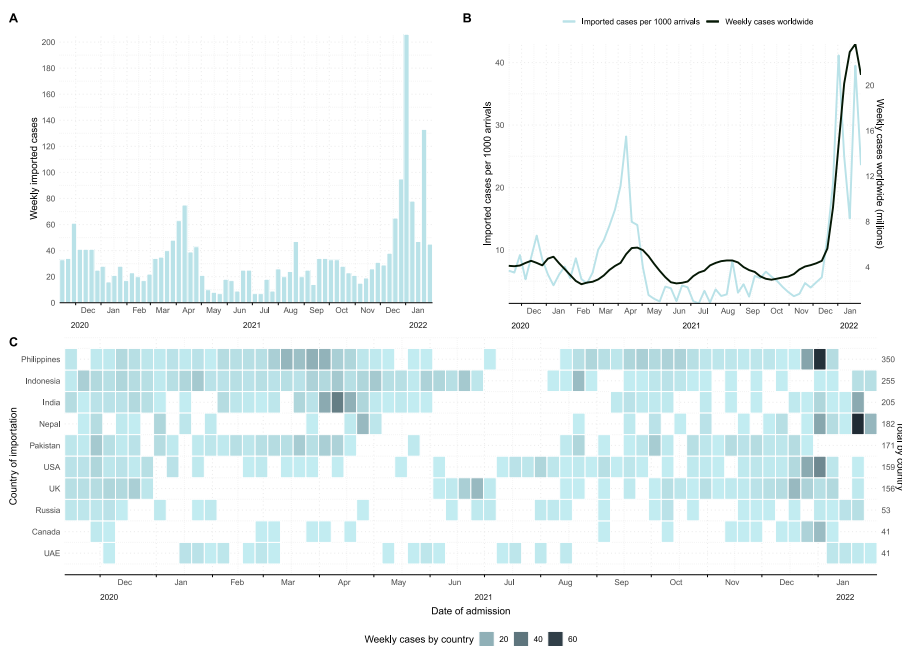 A
Weekly imported cases
200
180
160
140
120
100
80
60
40
20
0
Dec Jan Feb Mar Apr May Jun Jul Aug Sep Oct Nov Dec Jan
2020 2021 2022
B
Imported cases per 1000 arrivals Weekly cases worldwide
Imported cases per 1000 arrivals
40
30
20
10
Weekly cases worldwide (millions)
20
16
12
8
4
Dec Jan Feb Mar Apr May Jun Jul Aug Sep Oct Nov Dec Jan
2020 2021 2022
C
Country of importation
Total by country
Philippines 350
Indonesia 255
India 205
Nepal 182
Pakistan 171
USA 159
UK 156
Russia 53
Canada 41
UAE 41
Dec Jan Feb Mar Apr May Jun Jul Aug Sep Oct Nov Dec Jan
2020 2021 2022
Date of admission
Weekly cases by country 20 40 60